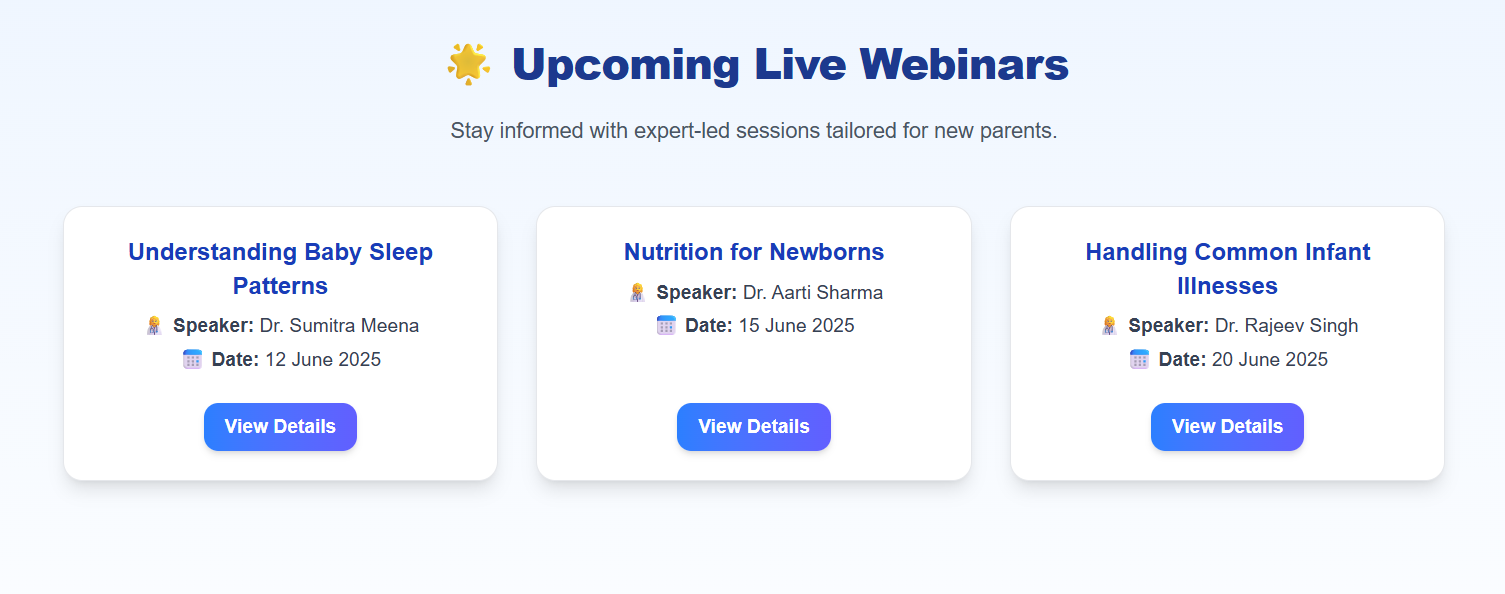 🌟 Upcoming Live Webinars
Stay informed with expert-led sessions tailored for new parents.
Understanding Baby Sleep
Patterns
Speaker: Dr. Sumitra Meena
Date: 12 June 2025
View Details
Nutrition for Newborns
Speaker: Dr. Aarti Sharma
Date: 15 June 2025
View Details
Handling Common Infant
Illnesses
Speaker: Dr. Rajeev Singh
Date: 20 June 2025
View Details